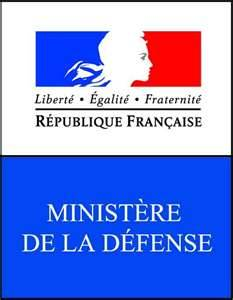 Liberté • Égalité • Fraternité
RÉPUBLIQUE FRANÇAISE
MINISTÈRE
DE LA DÉFENSE